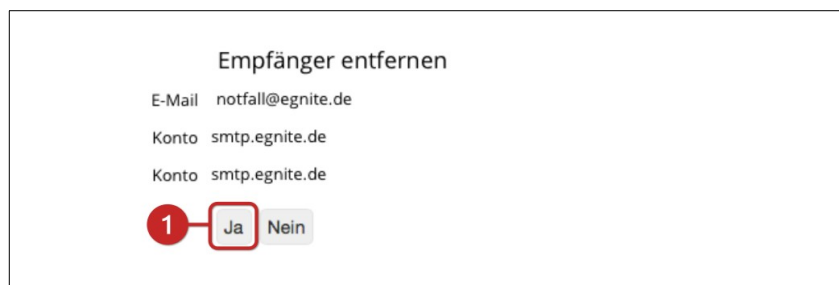 Empfänger entfernen
E-Mail notfall@egnite.de
Konto smtp.egnite.de
Konto smtp.egnite.de
1 Ja Nein